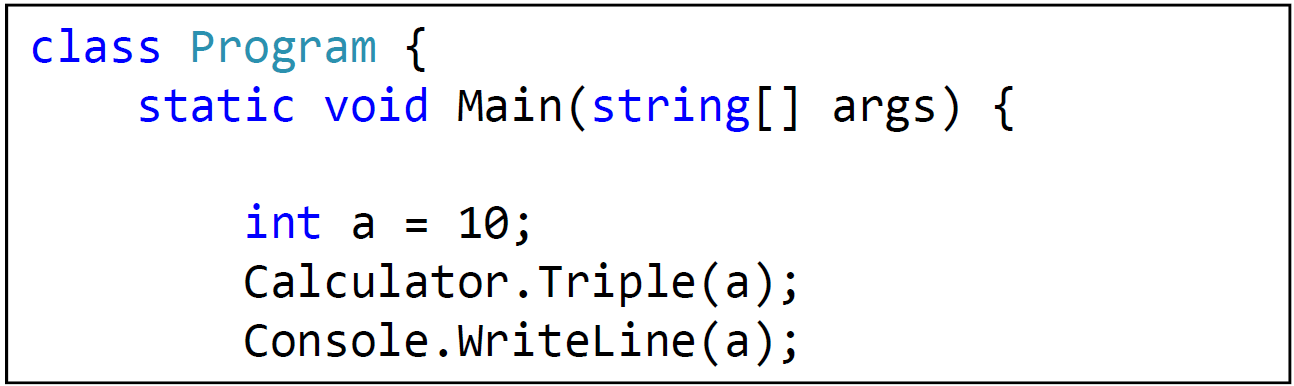 class Program {
    static void Main(string[] args) {
        int a = 10;
        Calculator.Triple(a);
        Console.WriteLine(a);